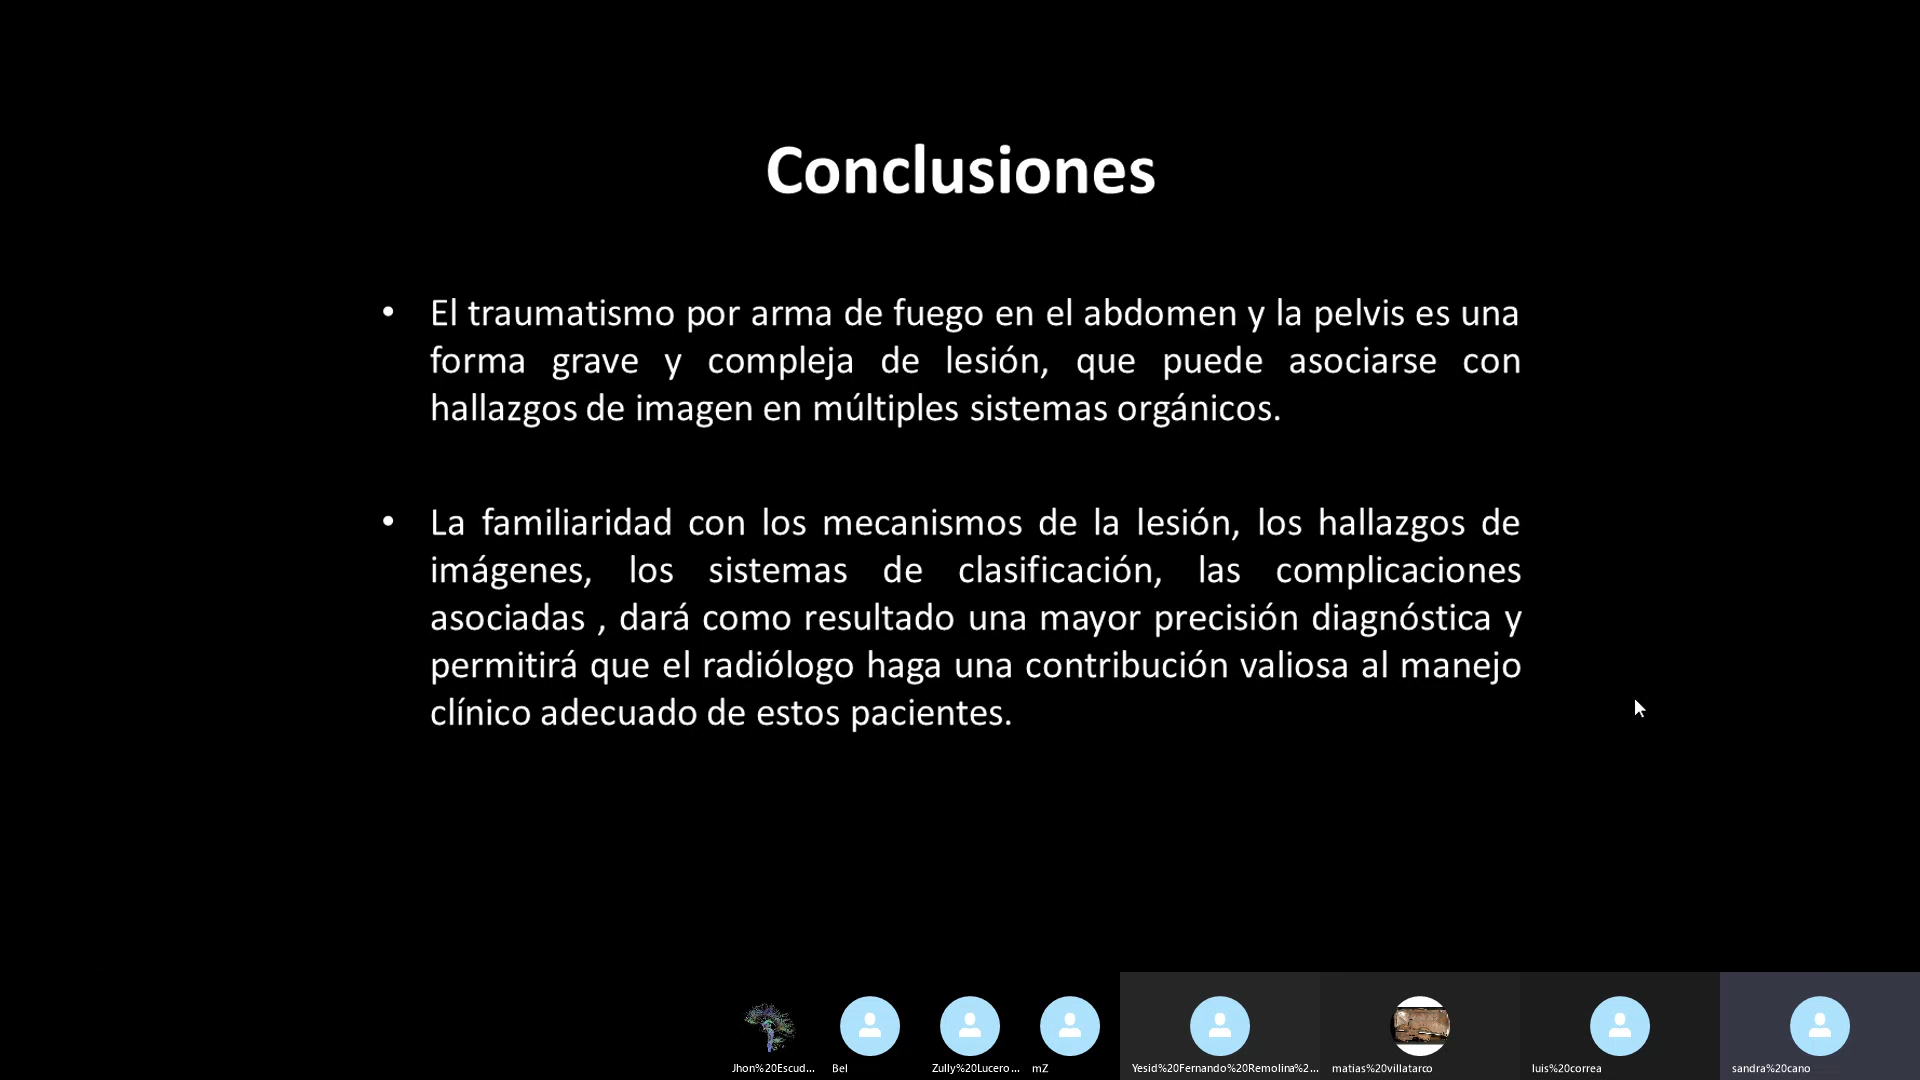 Conclusiones
• El traumatismo por arma de fuego en el abdomen y la pelvis es una
forma grave y compleja de lesión, que puede asociarse con
hallazgos de imagen en múltiples sistemas orgánicos.
• La familiaridad con los mecanismos de la lesión, los hallazgos de
imágenes, los sistemas de clasificación, las complicaciones
asociadas , dará como resultado una mayor precisión diagnóstica y
permitirá que el radiólogo haga una contribución valiosa al manejo
clínico adecuado de estos pacientes.
Jhon%20Escud... Bel Zully%20Lucero... mZ Yesid%20Fernando%20Remolina%2... matias%20villatarco luis%20correa sandra%20cano